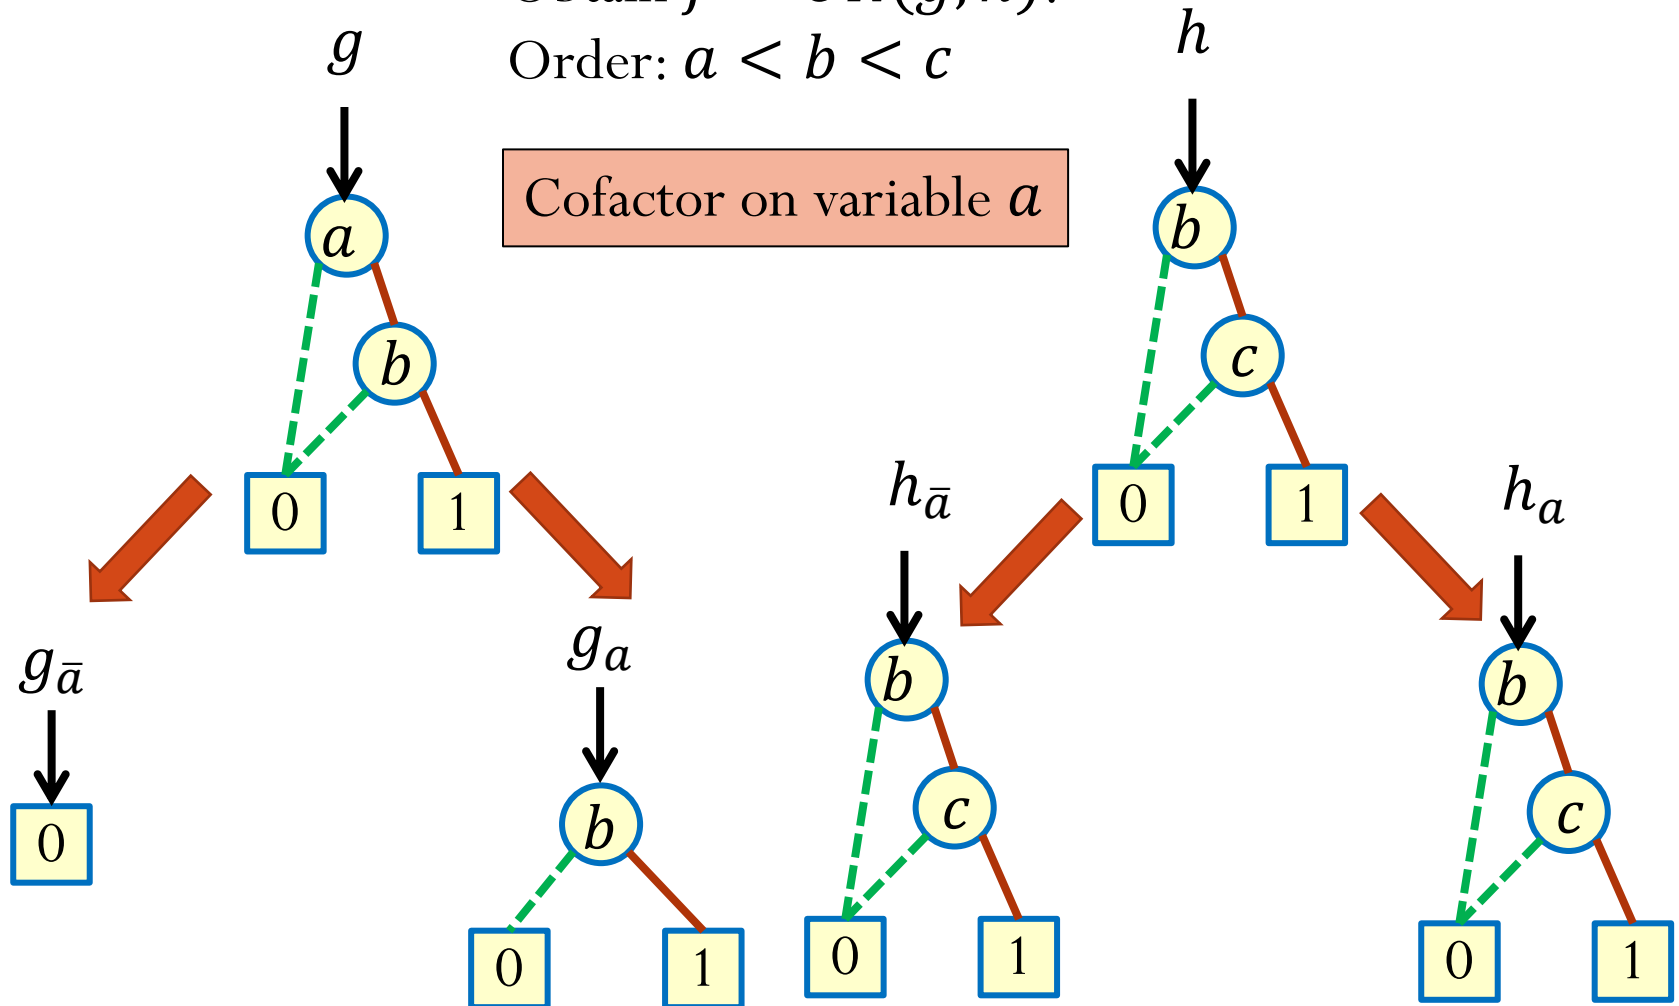 g
h
Order: a < b < c
Cofactor on variable a
a
b
b
c
0
1
0
1
h_ā
h_a
g_ā
g_a
b
b
0
b
c
c
0
1
0
1
0
1